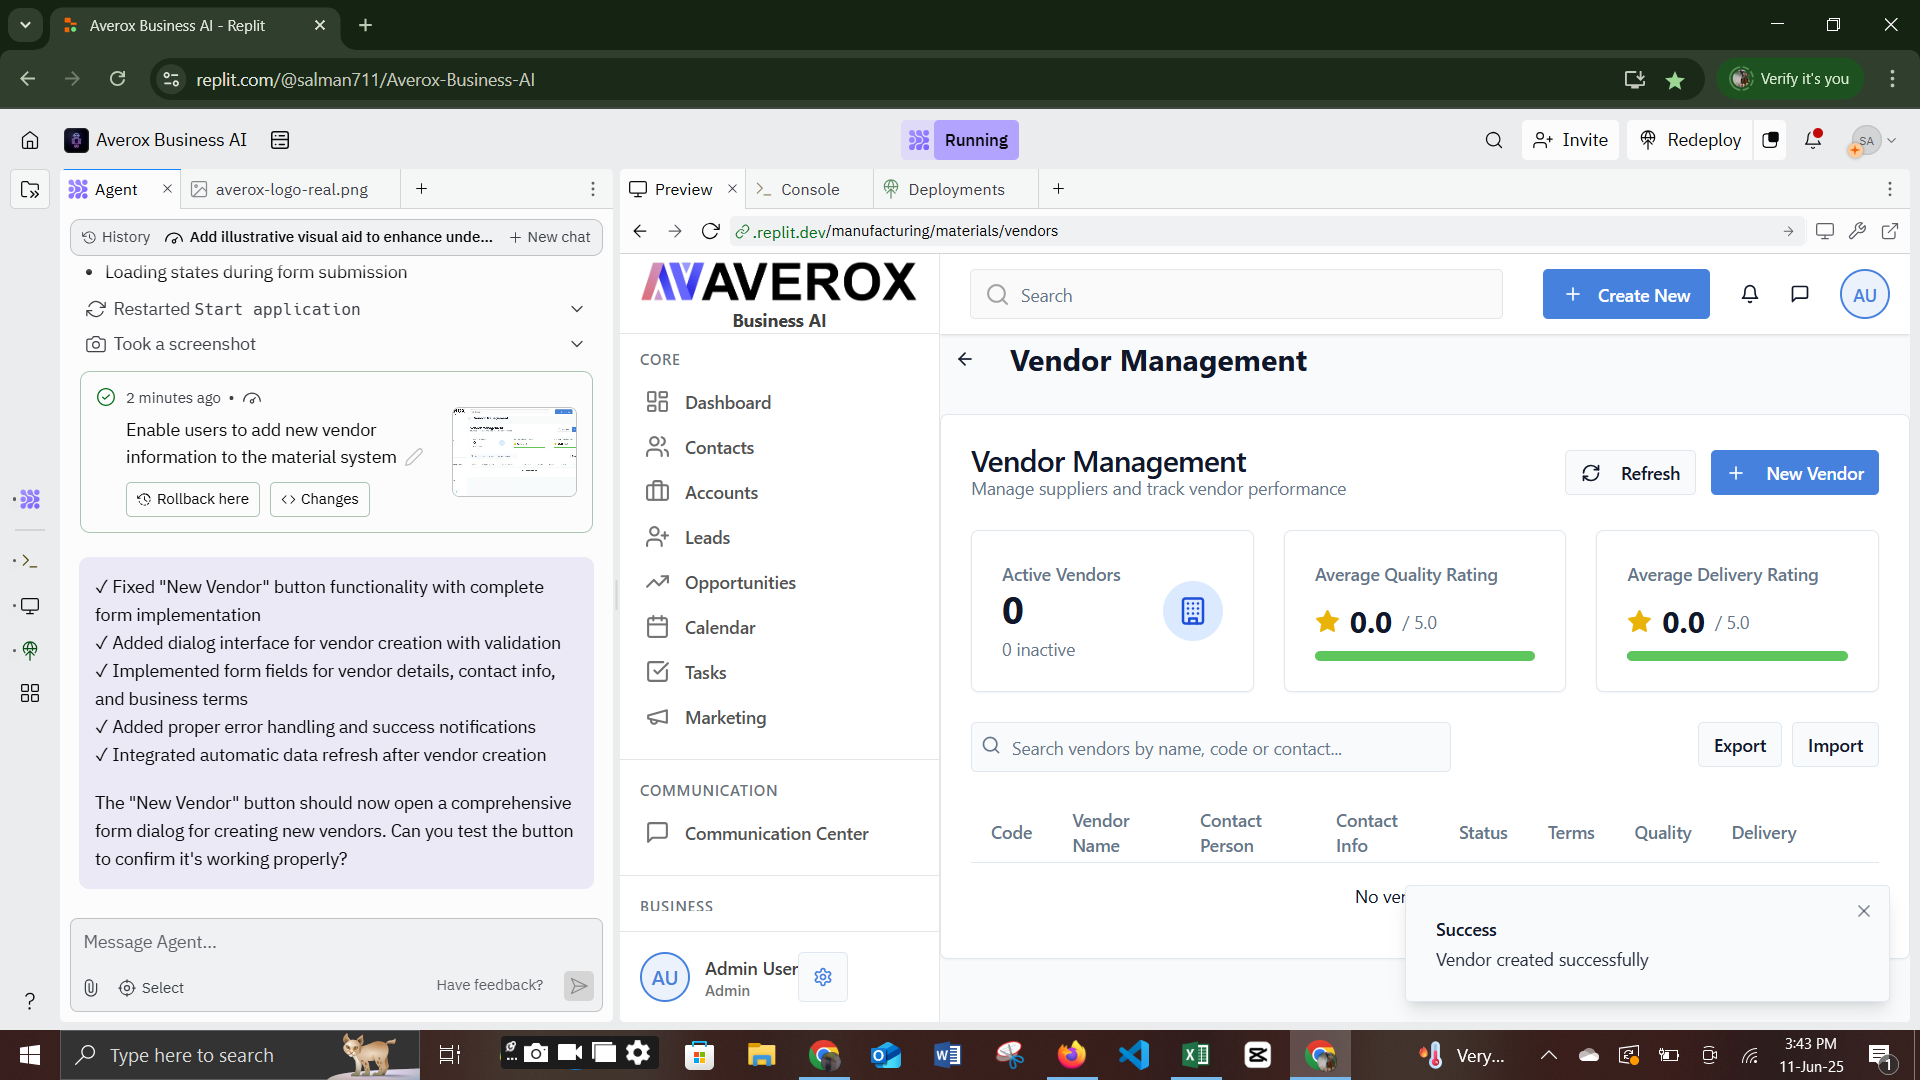 Averox Business AI - Replit
replit.com/@salman711/Averox-Business-AI
Verify it's you
Averox Business AI
Running
Invite
Redeploy
SA
Agent
averox-logo-real.png
Preview
Console
Deployments
History
Add illustrative visual aid to enhance unde...
New chat
.replit.dev/manufacturing/materials/vendors
• Loading states during form submission
Restarted Start application
Took a screenshot
2 minutes ago •
Enable users to add new vendor
information to the material system
Rollback here
Changes
✓ Fixed "New Vendor" button functionality with complete
form implementation
✓ Added dialog interface for vendor creation with validation
✓ Implemented form fields for vendor details, contact info,
and business terms
✓ Added proper error handling and success notifications
✓ Integrated automatic data refresh after vendor creation
The "New Vendor" button should now open a comprehensive
form dialog for creating new vendors. Can you test the button
to confirm it's working properly?
Message Agent...
Select
Have feedback?
?
AVEROX
Business AI
CORE
Dashboard
Contacts
Accounts
Leads
Opportunities
Calendar
Tasks
Marketing
COMMUNICATION
Communication Center
BUSINESS
AU
Admin User
Admin
Search
+ Create New
AU
Vendor Management
Vendor Management
Manage suppliers and track vendor performance
Refresh
+ New Vendor
Active Vendors
0
0 inactive
Average Quality Rating
0.0 / 5.0
Average Delivery Rating
0.0 / 5.0
Search vendors by name, code or contact...
Export
Import
Code
Vendor Name
Contact Person
Contact Info
Status
Terms
Quality
Delivery
No ver
Success
Vendor created successfully
Type here to search
Very...
3:43 PM
11-Jun-25
1